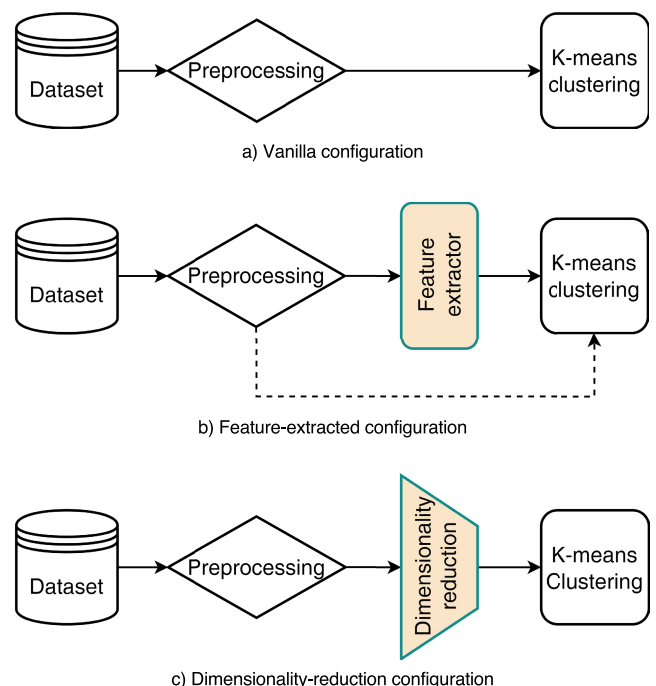 Dataset
Preprocessing
K-means
clustering
a) Vanilla configuration
Dataset
Preprocessing
Feature
extractor
K-means
clustering
b) Feature-extracted configuration
Dataset
Preprocessing
Dimensionality
reduction
K-means
Clustering
c) Dimensionality-reduction configuration